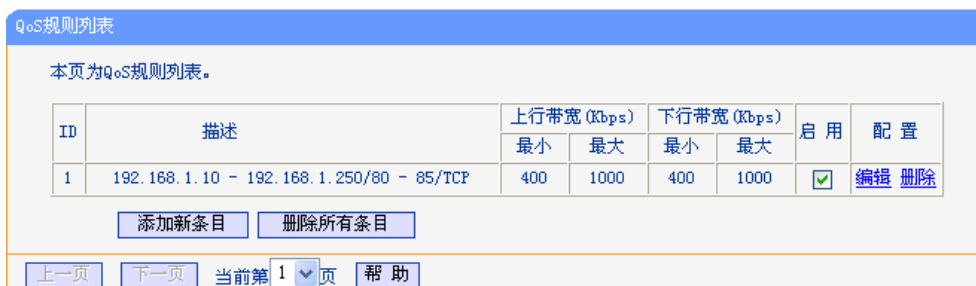 QoS规则列表
本页为QoS规则列表。
ID 描述 上行带宽(Kbps) 下行带宽(Kbps) 启 用 配 置
最小 最大 最小 最大
1 192.168.1.10 - 192.168.1.250/80 - 85/TCP 400 1000 400 1000 编辑 删除
添加新条目 删除所有条目
上一页 下一页 当前第 1 页 帮 助